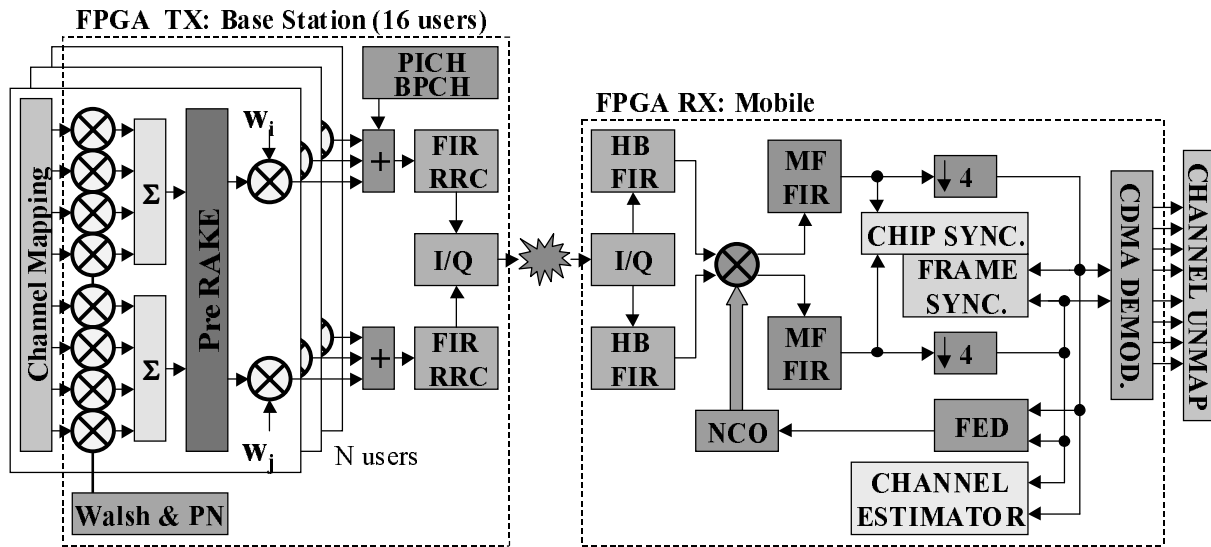 FPGA TX: Base Station (16 users)
PICH
BPCH
FPGA RX: Mobile
Channel Mapping
Σ
Σ
Pre RAKE
Wi
Wj
+
+
FIR
RRC
I/Q
FIR
RRC
N users
Walsh & PN
HB
FIR
I/Q
HB
FIR
MF
FIR
MF
FIR
↓ 4
CHIP SYNC.
FRAME
SYNC.
↓ 4
NCO
FED
CHANNEL
ESTIMATOR
CDMA DEMOD.
CHANNEL UNMAP